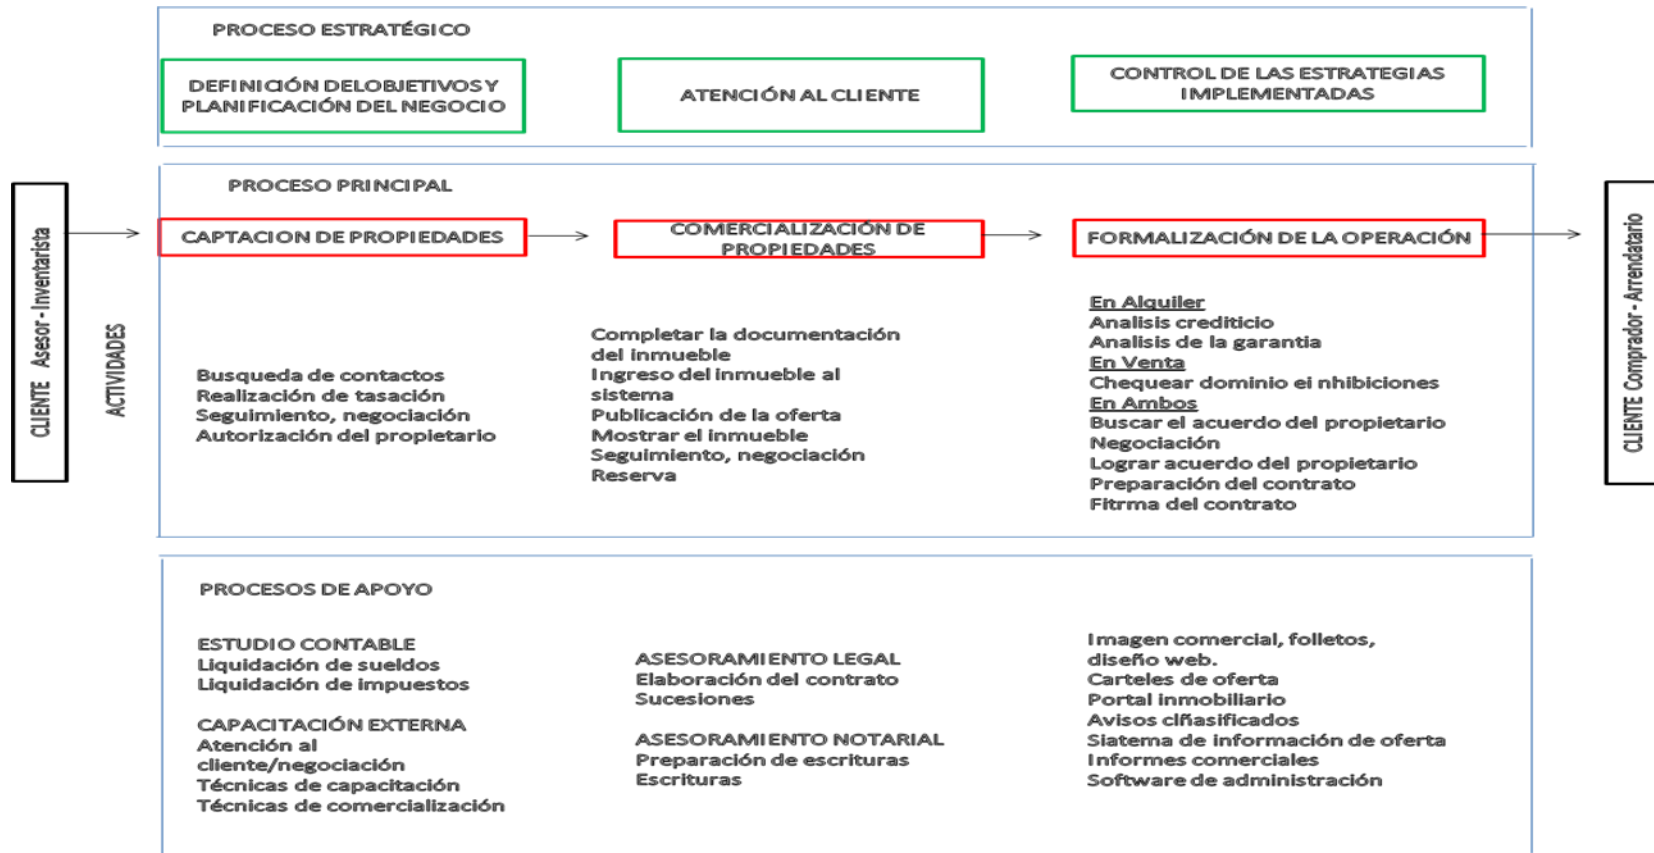 PROCESO ESTRATÉGICO
DEFINICIÓN DELOBJETIVOS Y
PLANIFICACIÓN DEL NEGOCIO
ATENCIÓN AL CLIENTE
CONTROL DE LAS ESTRATEGIAS
IMPLEMENTADAS
CLIENTE Asesor - Inventarista
ACTIVIDADES
PROCESO PRINCIPAL
CAPTACION DE PROPIEDADES
COMERCIALIZACIÓN DE
PROPIEDADES
FORMALIZACIÓN DE LA OPERACIÓN
Busqueda de contactos
Realización de tasación
Seguimiento, negociación
Autorización del propietario
Completar la documentación
del inmueble
Ingreso del inmueble al
sistema
Publicación de la oferta
Mostrar el inmueble
Seguimiento, negociación
Reserva
En Alquiler
Analisis crediticio
Analisis de la garantia
En Venta
Chequear dominio ei nhibiciones
En Ambos
Buscar el acuerdo del propietario
Negociación
Lograr acuerdo del propietario
Preparación del contrato
Fitrma del contrato
CLIENTE Comprador - Arrendatario
PROCESOS DE APOYO
ESTUDIO CONTABLE
Liquidación de sueldos
Liquidación de impuestos
CAPACITACIÓN EXTERNA
Atención al
cliente/negociación
Técnicas de capacitación
Técnicas de comercialización
ASESORAMIENTO LEGAL
Elaboración del contrato
Sucesiones
ASESORAMIENTO NOTARIAL
Preparación de escrituras
Escrituras
Imagen comercial, folletos,
diseño web.
Carteles de oferta
Portal inmobiliario
Avisos clñasificados
Siatema de información de oferta
Informes comerciales
Software de administración